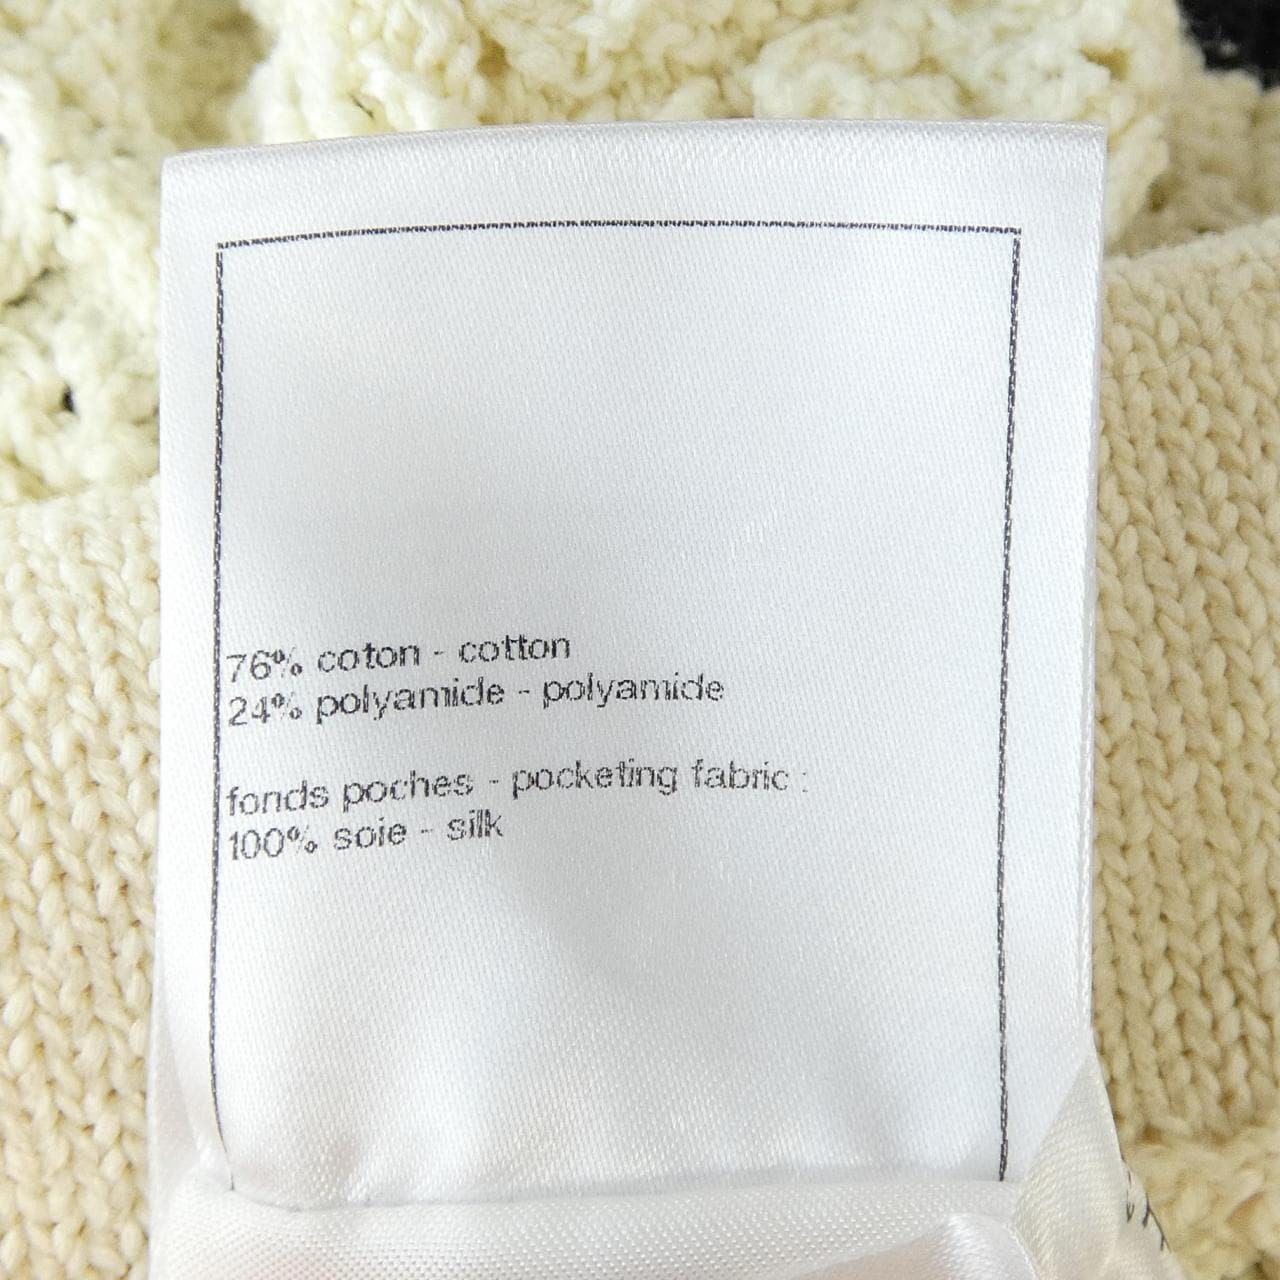 76% coton - cotton
24% polyamide - polyamide
fonds poches - pocketing fabric :
100% soie - silk